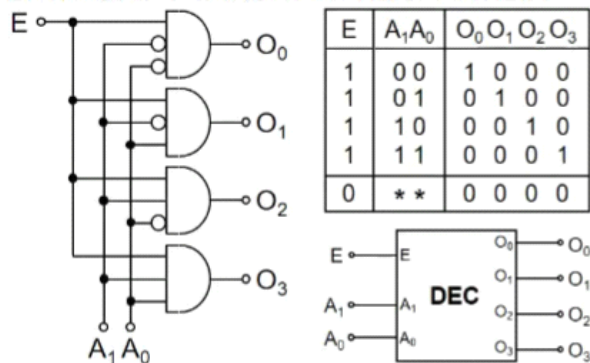 E
O₀
O₁
O₂
O₃
A₁ A₀
E A₁A₀ O₀ O₁ O₂ O₃
1 0 0 1 0 0 0
1 0 1 0 1 0 0
1 1 0 0 0 1 0
1 1 1 0 0 0 1
0 * * 0 0 0 0
E E O₀ O₀
O₁ O₁
A₁ A₁ DEC O₂ O₂
A₀ A₀ O₃ O₃